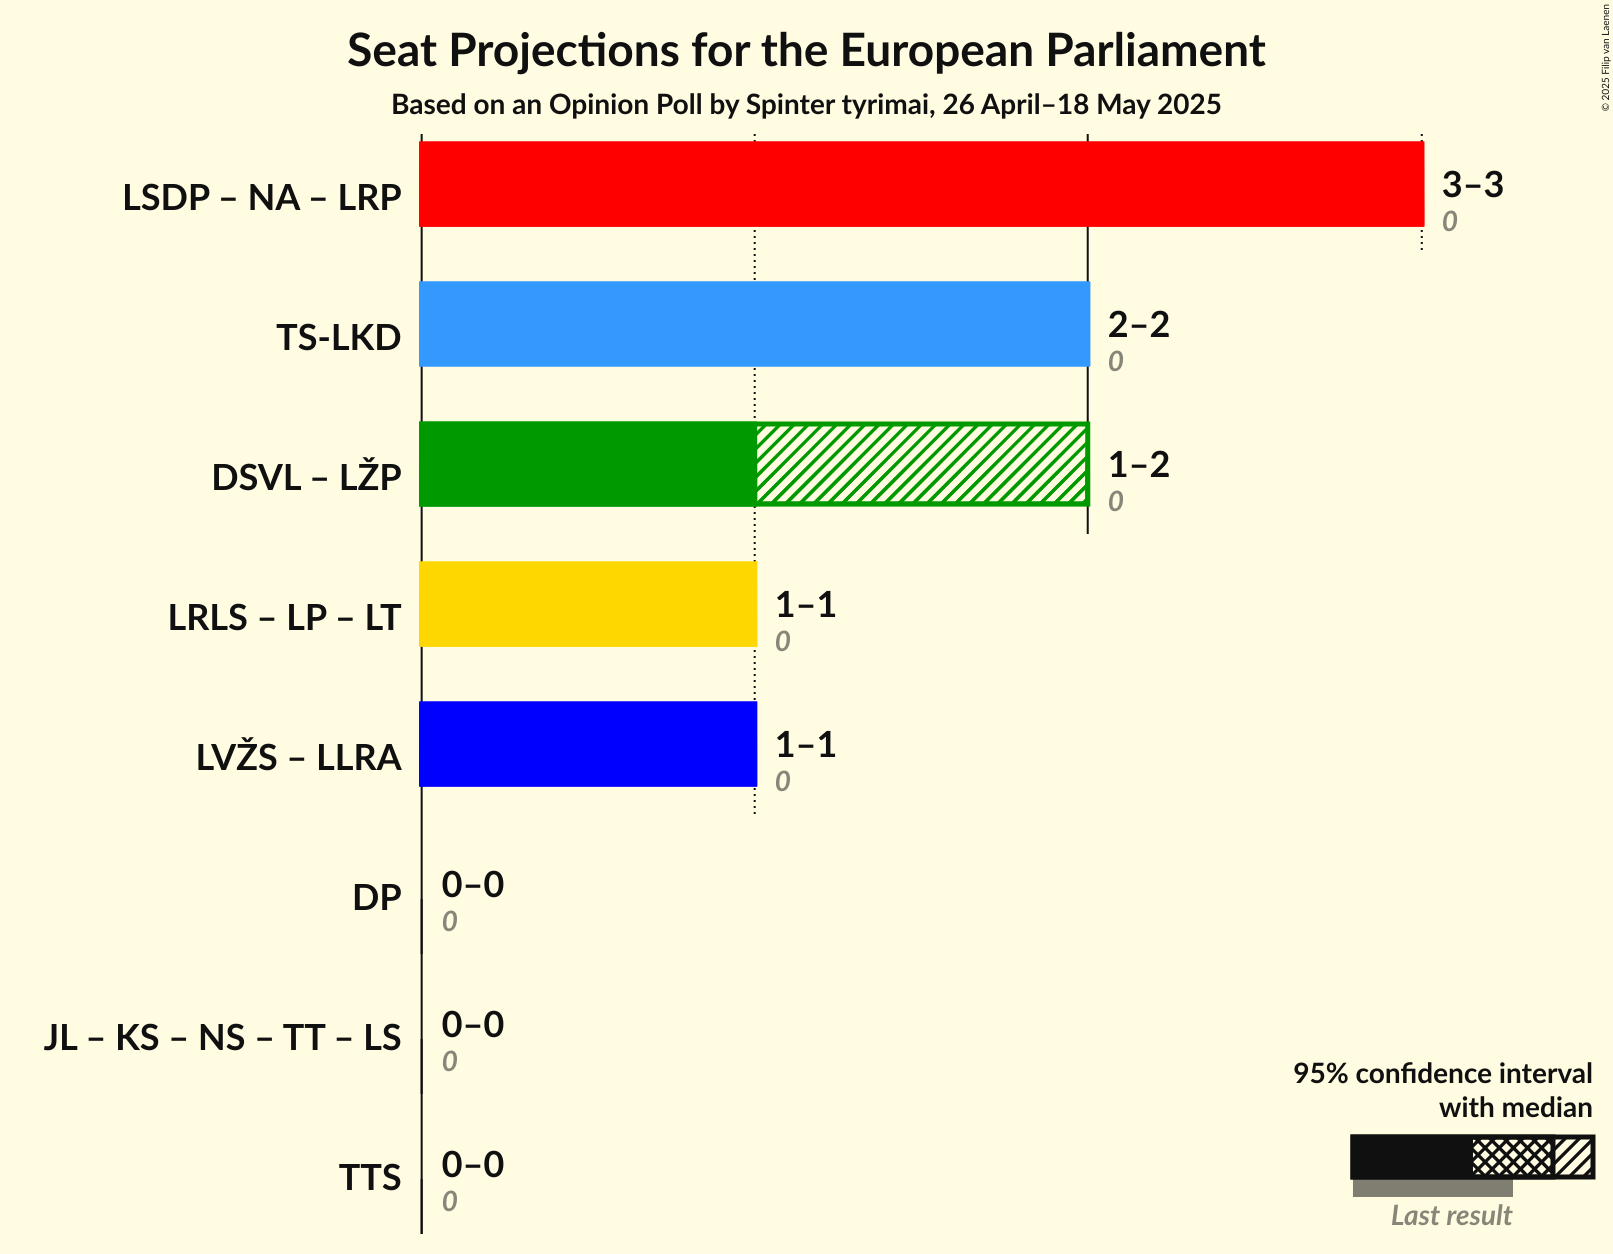 Seat Projections for the European Parliament
Based on an Opinion Poll by Spinter tyrimai, 26 April–18 May 2025
© 2025 Filip van Laenen
LSDP – NA – LRP
3–3
0
TS-LKD
2–2
0
DSVL – LŽP
1–2
0
LRLS – LP – LT
1–1
0
LVŽS – LLRA
1–1
0
DP
0–0
0
JL – KS – NS – TT – LS
0–0
0
TTS
0–0
0
95% confidence interval
with median
Last result